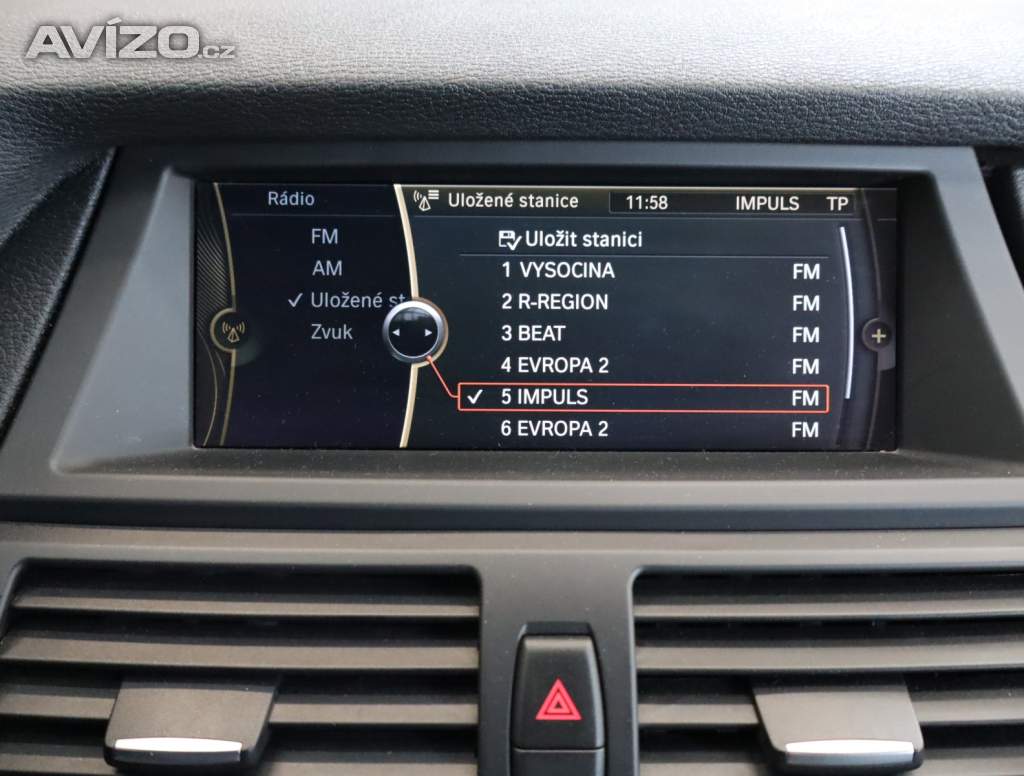 AVÍZO.cz
Rádio
Uložené stanice 11:58 IMPULS TP
FM
AM
✓ Uložené st
Zvuk
Uložit stanici
1 VYSOCINA FM
2 R-REGION FM
3 BEAT FM
4 EVROPA 2 FM
✓ 5 IMPULS FM
6 EVROPA 2 FM